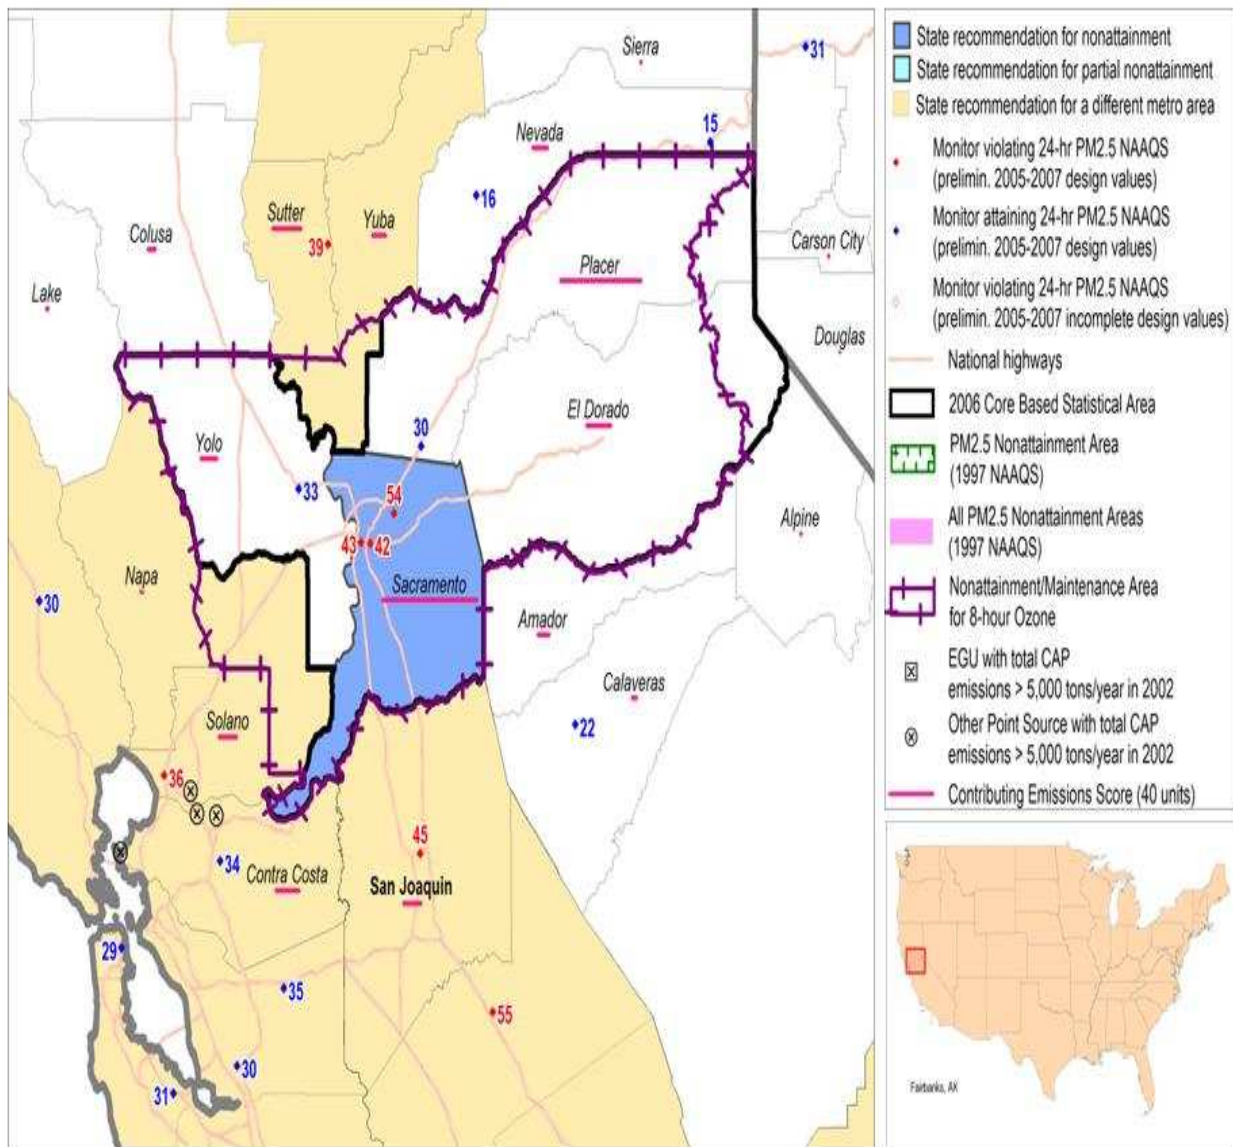 Sierra
31
Nevada
15
16
Sutter
Yuba
39
Colusa
Carson City
Placer
Lake
Douglas
El Dorado
Yolo
30
33
54
Alpine
43
42
Napa
Sacramento
30
Amador
Calaveras
Solano
22
36
45
34
Contra Costa
San Joaquin
29
35
55
30
31
State recommendation for nonattainment
State recommendation for partial nonattainment
State recommendation for a different metro area
Monitor violating 24-hr PM2.5 NAAQS
(prelimin. 2005-2007 design values)
Monitor attaining 24-hr PM2.5 NAAQS
(prelimin. 2005-2007 design values)
Monitor violating 24-hr PM2.5 NAAQS
(prelimin. 2005-2007 incomplete design values)
National highways
2006 Core Based Statistical Area
PM2.5 Nonattainment Area
(1997 NAAQS)
All PM2.5 Nonattainment Areas
(1997 NAAQS)
Nonattainment/Maintenance Area
for 8-hour Ozone
EGU with total CAP
emissions > 5,000 tons/year in 2002
Other Point Source with total CAP
emissions > 5,000 tons/year in 2002
Contributing Emissions Score (40 units)
Fairbanks, AK